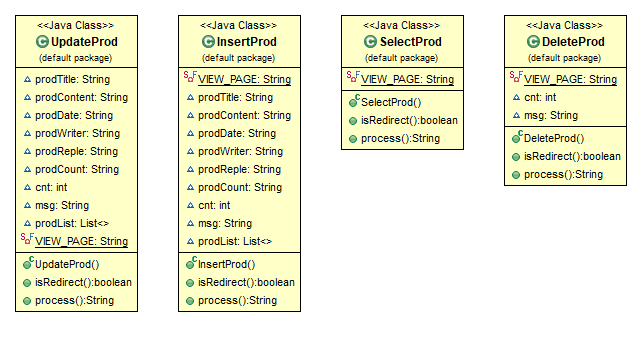 <<Java Class>>
UpdateProd
(default package)
prodTitle: String
prodContent: String
prodDate: String
prodWriter: String
prodReple: String
prodCount: String
cnt: int
msg: String
prodList: List<>
VIEW_PAGE: String
UpdateProd()
isRedirect():boolean
process():String
<<Java Class>>
InsertProd
(default package)
VIEW_PAGE: String
prodTitle: String
prodContent: String
prodDate: String
prodWriter: String
prodReple: String
prodCount: String
cnt: int
msg: String
prodList: List<>
InsertProd()
isRedirect():boolean
process():String
<<Java Class>>
SelectProd
(default package)
VIEW_PAGE: String
SelectProd()
isRedirect():boolean
process():String
<<Java Class>>
DeleteProd
(default package)
VIEW_PAGE: String
cnt: int
msg: String
DeleteProd()
isRedirect():boolean
process():String